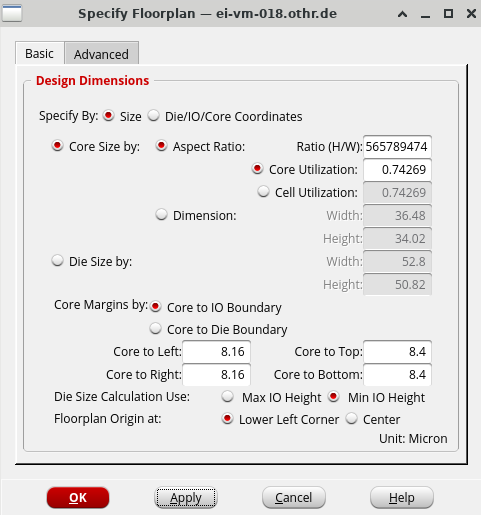 Specify Floorplan — ei-vm-018.othr.de
Basic Advanced
Design Dimensions
Specify By: Size Die/IO/Core Coordinates
Core Size by: Aspect Ratio: Ratio (H/W): 565789474
Core Utilization: 0.74269
Cell Utilization: 0.74269
Dimension: Width: 36.48
Height: 34.02
Die Size by: Width: 52.8
Height: 50.82
Core Margins by: Core to IO Boundary
Core to Die Boundary
Core to Left: 8.16 Core to Top: 8.4
Core to Right: 8.16 Core to Bottom: 8.4
Die Size Calculation Use: Max IO Height Min IO Height
Floorplan Origin at: Lower Left Corner Center
Unit: Micron
OK Apply Cancel Help